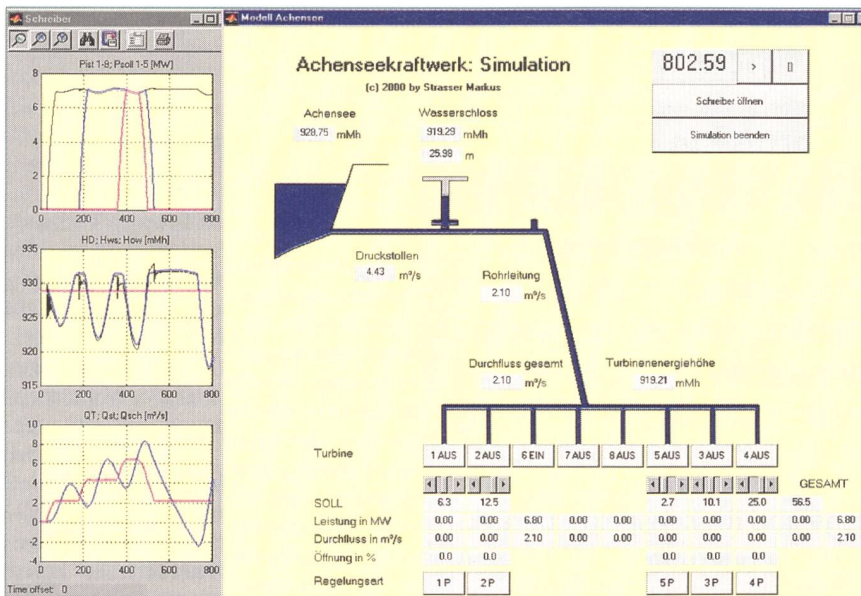 Schreiber
Pist 1-8; Psoll 1-5 [MW]
8
6
4
2
0
0 200 400 600 800
HD; Hws; How [mMh]
935
930
925
920
915
0 200 400 600 800
QT; Qst; Qsch [m³/s]
10
8
6
4
2
0
-2
-4
0 200 400 600 800
Time offset: 0
Modell Achensee
Achenseekraftwerk: Simulation
(c) 2000 by Strasser Markus
802.59 > []
Schreiber öffnen
Simulation beenden
Achensee Wasserschloss
928.75 mMh 919.29 mMh
25.98 m
Druckstollen
4.43 m³/s
Rohrleitung
2.10 m³/s
Durchfluss gesamt Turbinenenergiehöhe
2.10 m³/s 919.21 mMh
Turbine 1 AUS 2 AUS 6 EIN 7 AUS 8 AUS 5 AUS 3 AUS 4 AUS
GESAMT
SOLL 6.3 12.5 2.7 10.1 25.0 56.5
Leistung in MW 0.00 0.00 6.80 0.00 0.00 0.00 0.00 0.00 6.80
Durchfluss in m³/s 0.00 0.00 2.10 0.00 0.00 0.00 0.00 0.00 0.00 2.10
Öffnung in % 0.0 0.0 0.0 0.0 0.0
Regelungsart 1 P 2 P 5 P 3 P 4 P